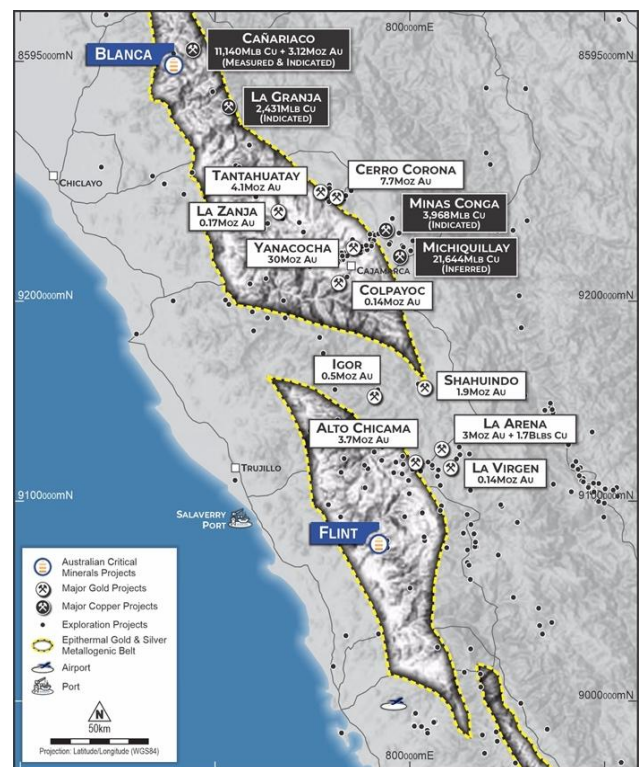 800000mE
8595000mN
8595000mN
CAÑARIACO
11,140MLB CU + 3.12MOZ AU
(MEASURED & INDICATED)
BLANCA
LA GRANJA
2,431MLB CU
(INDICATED)
CHICLAYO
TANTAHUATAY
4.1MOZ AU
CERRO CORONA
7.7MOZ AU
LA ZANJA
0.17MOZ AU
MINAS CONGA
3,968MLB CU
(INDICATED)
YANACOCHA
30MOZ AU
MICHIQUILLAY
21,644MLB CU
(INFERRED)
CAJAMARCA
COLPAYOC
0.14MOZ AU
9200000mN
9200000mN
IGOR
0.5MOZ AU
SHAHUINDO
1.9MOZ AU
ALTO CHICAMA
3.7MOZ AU
LA ARENA
3MOZ AU + 1.7BLBS CU
LA VIRGEN
0.14MOZ AU
TRUJILLO
9100000mN
9100000mN
SALAVERRY
PORT
FLINT
Australian Critical
Minerals Projects
Major Gold Projects
Major Copper Projects
Exploration Projects
Epithermal Gold & Silver
Metallogenic Belt
Airport
Port
N
50km
Projection: Latitude/Longitude (WGS84)
9000000mN
800000mE